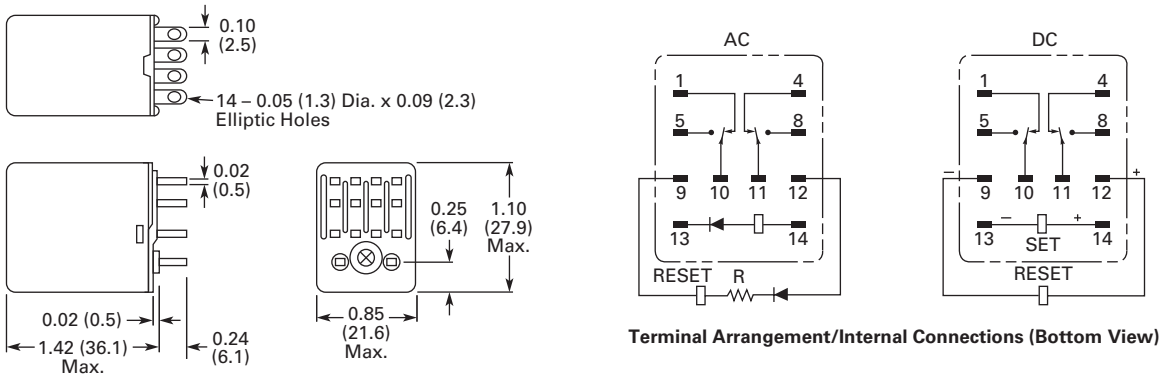 0.10
(2.5)
14 – 0.05 (1.3) Dia. x 0.09 (2.3)
Elliptic Holes
0.02
(0.5)
0.02 (0.5)
1.42 (36.1)
Max.
0.24
(6.1)
0.25
(6.4)
1.10
(27.9)
Max.
0.85
(21.6)
Max.
AC
1 4
5 8
9 10 11 12
13 14
RESET R
DC
1 4
5 8
– +
9 10 11 12
– +
13 SET 14
RESET
Terminal Arrangement/Internal Connections (Bottom View)